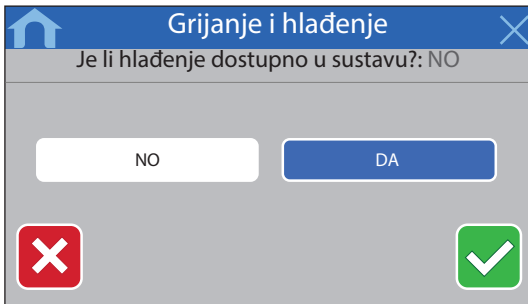 Grijanje i hlađenje
Je li hlađenje dostupno u sustavu?: NO
NO
DA